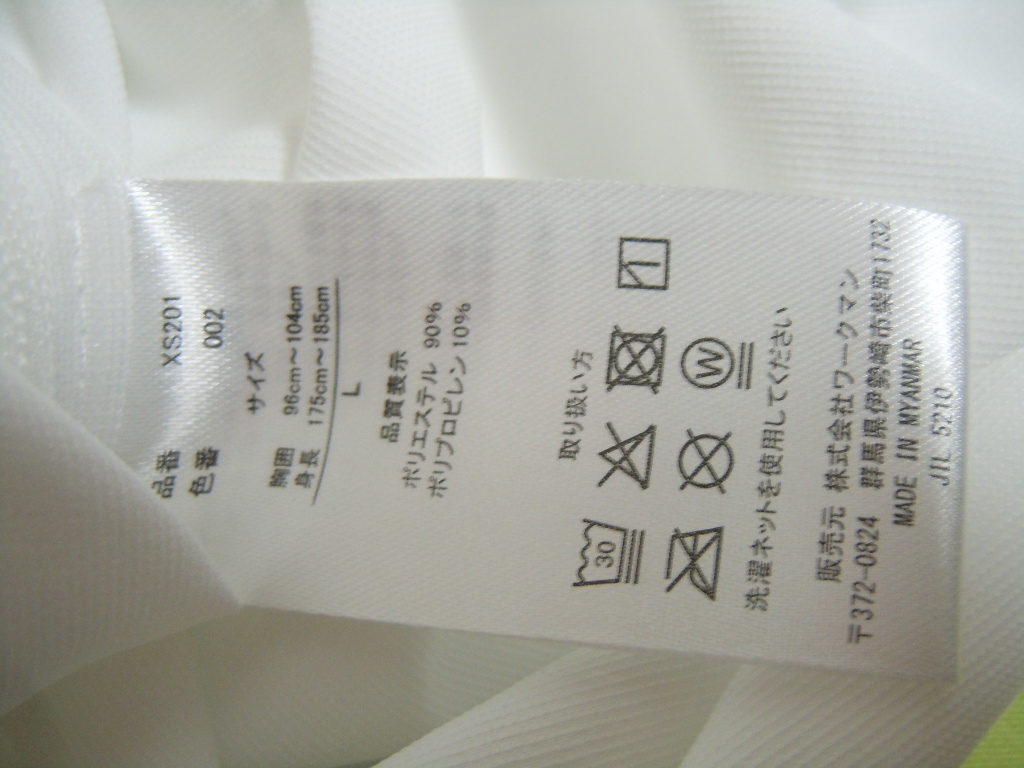 品番 XS201
色番 002
サイズ
胸囲 96cm～104cm
身長 175cm～185cm
L
品質表示
ポリエステル 90%
ポリプロピレン 10%
取り扱い方
30
W
洗濯ネットを使用してください
販売元 株式会社ワークマン
〒372-0824 群馬県伊勢崎市柴町1732
MADE IN MYANMAR
JIL 5210